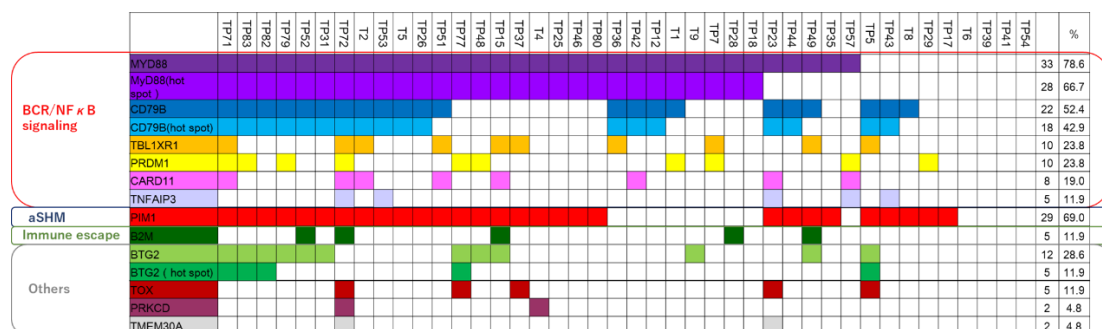 TP71 TP83 TP82 TP79 TP31 TP72 T2 TP53 T5 TP26 TP51 TP77 TP48 TP15 TP37 T4 TP25 TP46 TP80 TP36 TP42 TP12 T1 T9 TP7 TP28 TP18 TP23 TP44 TP49 TP35 TP57 TP5 TP43 T8 TP29 TP17 T6 TP39 TP41 TP54 %
BCR/NFκB
signaling
MYD88 33 78.6
MyD88(hot
spot) 28 66.7
CD79B 22 52.4
CD79B(hot spot) 18 42.9
TBL1XR1 10 23.8
PRDM1 10 23.8
CARD11 8 19.0
TNFAIP3 5 11.9
aSHM PIM1 29 69.0
Immune escape B2M 5 11.9
Others
BTG2 12 28.6
BTG2 (hot spot) 5 11.9
TOX 5 11.9
PRKCD 2 4.8
TMEM30A 2 4.8